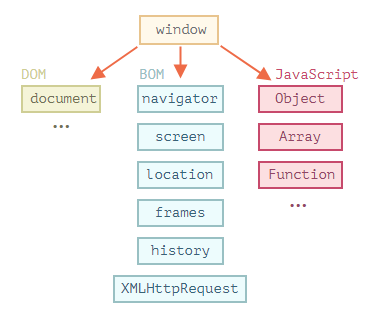 window
DOM
document
...
BOM
navigator
screen
location
frames
history
XMLHttpRequest
JavaScript
Object
Array
Function
...